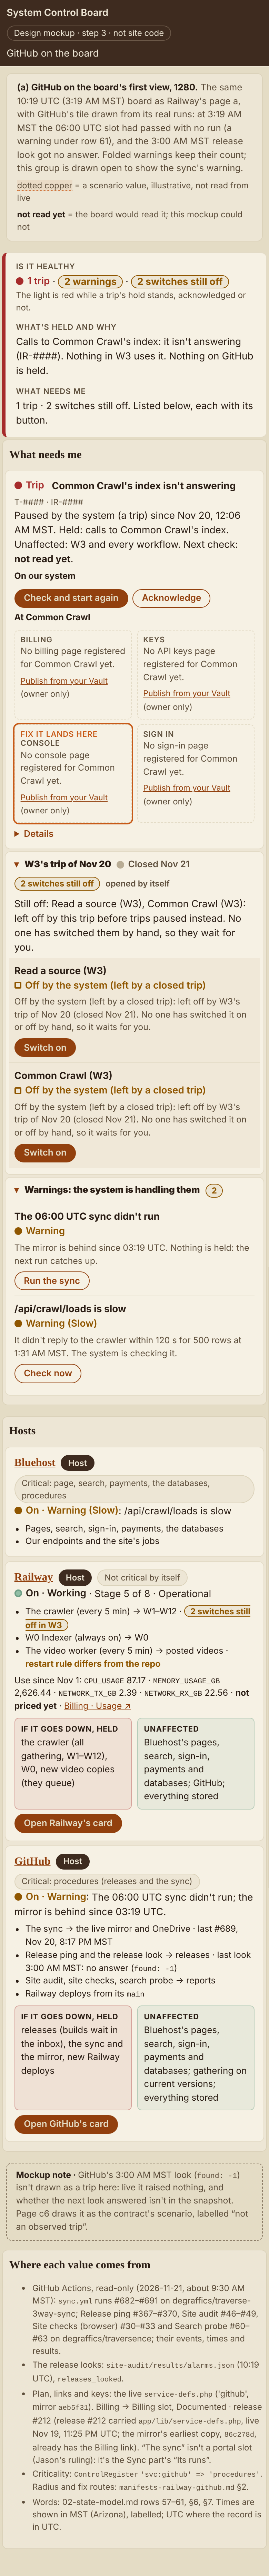 System Control Board
Design mockup · step 3 · not site code
GitHub on the board
(a) GitHub on the board's first view, 1280. The same
10:19 UTC (3:19 AM MST) board as Railway's page a,
with GitHub's tile drawn from its real runs: at 3:19 AM
MST the 06:00 UTC slot had passed with no run (a
warning under row 61), and the 3:00 AM MST release
look got no answer. Folded warnings keep their count;
this group is drawn open to show the sync's warning.
dotted copper = a scenario value, illustrative, not read from
live
not read yet = the board would read it; this mockup could
not
IS IT HEALTHY
1 trip · 2 warnings · 2 switches still off
The light is red while a trip's hold stands, acknowledged or
not.
WHAT'S HELD AND WHY
Calls to Common Crawl's index: it isn't answering
(IR-####). Nothing in W3 uses it. Nothing on GitHub
is held.
WHAT NEEDS ME
1 trip · 2 switches still off. Listed below, each with its
button.
What needs me
Trip Common Crawl's index isn't answering
T-#### · IR-####
Paused by the system (a trip) since Nov 20, 12:06
AM MST. Held: calls to Common Crawl's index.
Unaffected: W3 and every workflow. Next check:
not read yet.
On our system
Check and start again Acknowledge
At Common Crawl
BILLING
No billing page registered
for Common Crawl yet.
Publish from your Vault
(owner only)
KEYS
No API keys page
registered for Common
Crawl yet.
Publish from your Vault
(owner only)
FIX IT LANDS HERE
CONSOLE
No console page
registered for Common
Crawl yet.
Publish from your Vault
(owner only)
SIGN IN
No sign-in page
registered for Common
Crawl yet.
Publish from your Vault
(owner only)
▶ Details
▼ W3's trip of Nov 20 Closed Nov 21
2 switches still off opened by itself
Still off: Read a source (W3), Common Crawl (W3):
left off by this trip before trips paused instead. No
one has switched them by hand, so they wait for
you.
Read a source (W3)
Off by the system (left by a closed trip)
Off by the system (left by a closed trip): left off by W3's
trip of Nov 20 (closed Nov 21). No one has switched it on
or off by hand, so it waits for you.
Switch on
Common Crawl (W3)
Off by the system (left by a closed trip)
Off by the system (left by a closed trip): left off by W3's
trip of Nov 20 (closed Nov 21). No one has switched it on
or off by hand, so it waits for you.
Switch on
▼ Warnings: the system is handling them 2
The 06:00 UTC sync didn't run
Warning
The mirror is behind since 03:19 UTC. Nothing is held: the
next run catches up.
Run the sync
/api/crawl/loads is slow
Warning (Slow)
It didn't reply to the crawler within 120 s for 500 rows at
1:31 AM MST. The system is checking it.
Check now
Hosts
Bluehost Host
Critical: page, search, payments, the databases,
procedures
On · Warning (Slow): /api/crawl/loads is slow
• Pages, search, sign-in, payments, the databases
• Our endpoints and the site's jobs
Railway Host Not critical by itself
On · Working · Stage 5 of 8 · Operational
• The crawler (every 5 min) → W1–W12 · 2 switches still
off in W3
• W0 Indexer (always on) → W0
• The video worker (every 5 min) → posted videos ·
restart rule differs from the repo
Use since Nov 1: CPU_USAGE 87.17 · MEMORY_USAGE_GB
2,626.44 · NETWORK_TX_GB 2.39 · NETWORK_RX_GB 22.56 · not
priced yet · Billing · Usage ↗
IF IT GOES DOWN, HELD
the crawler (all
gathering, W1–W12),
W0, new video copies
(they queue)
UNAFFECTED
Bluehost's pages,
search, sign-in,
payments and
databases; GitHub;
everything stored
Open Railway's card
GitHub Host
Critical: procedures (releases and the sync)
On · Warning: The 06:00 UTC sync didn't run; the
mirror is behind since 03:19 UTC.
• The sync → the live mirror and OneDrive · last #689,
Nov 20, 8:17 PM MST
• Release ping and the release look → releases · last look
3:00 AM MST: no answer (found: -1)
• Site audit, site checks, search probe → reports
• Railway deploys from its main
IF IT GOES DOWN, HELD
releases (builds wait in
the inbox), the sync and
the mirror, new Railway
deploys
UNAFFECTED
Bluehost's pages,
search, sign-in,
payments and
databases; gathering on
current versions;
everything stored
Open GitHub's card
Mockup note · GitHub's 3:00 AM MST look (found: -1)
isn't drawn as a trip here: live it raised nothing, and
whether the next look answered isn't in the snapshot.
Page c6 draws it as the contract's scenario, labelled “not
an observed trip”.
Where each value comes from
• GitHub Actions, read-only (2026-11-21, about 9:30 AM
MST): sync.yml runs #682–#691 on degraffics/traverse-
3way-sync; Release ping #367–#370, Site audit #46–#49,
Site checks (browser) #30–#33 and Search probe #60–
#63 on degraffics/traversence; their events, times and
results.
• The release looks: site-audit/results/alarms.json (10:19
UTC), releases_looked.
• Plan, links and keys: the live service-defs.php ('github',
mirror aeb5f31). Billing → Billing slot, Documented · release
#212 (release #212 carried app/lib/service-defs.php, live
Nov 19, 11:25 PM UTC; the mirror's earliest copy, 86c278d,
already has the Billing link). “The sync” isn't a portal slot
(Jason's ruling): it's the Sync part's “Its runs”.
• Criticality: ControlRegister 'svc:github' => 'procedures'.
Radius and fix routes: manifests-railway-github.md §2.
• Words: 02-state-model.md rows 57–61, §6, §7. Times are
shown in MST (Arizona), labelled; UTC where the record is
in UTC.